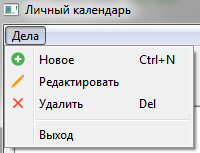 Личный календарь
Дела
Новое Ctrl+N
Редактировать
Удалить Del
Выход